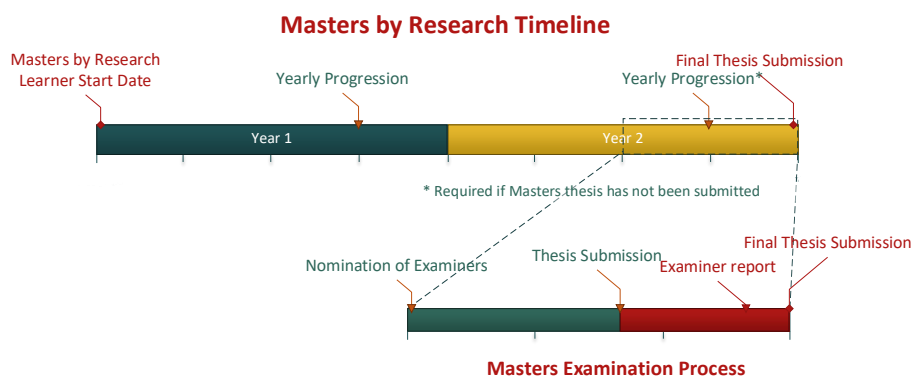 Masters by Research Timeline
Masters by Research
Learner Start Date
Yearly Progression
Final Thesis Submission
Yearly Progression*
Year 1
Year 2
* Required if Masters thesis has not been submitted
Nomination of Examiners
Thesis Submission
Final Thesis Submission
Examiner report
Masters Examination Process